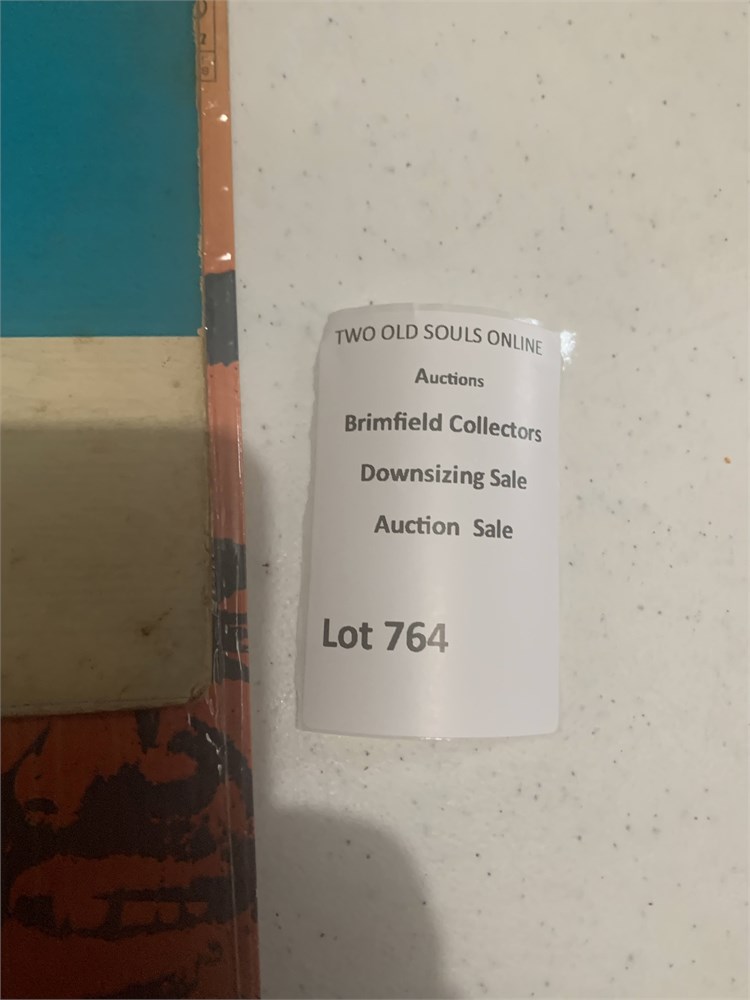 TWO OLD SOULS ONLINE
Auctions
Brimfield Collectors
Downsizing Sale
Auction Sale
Lot 764